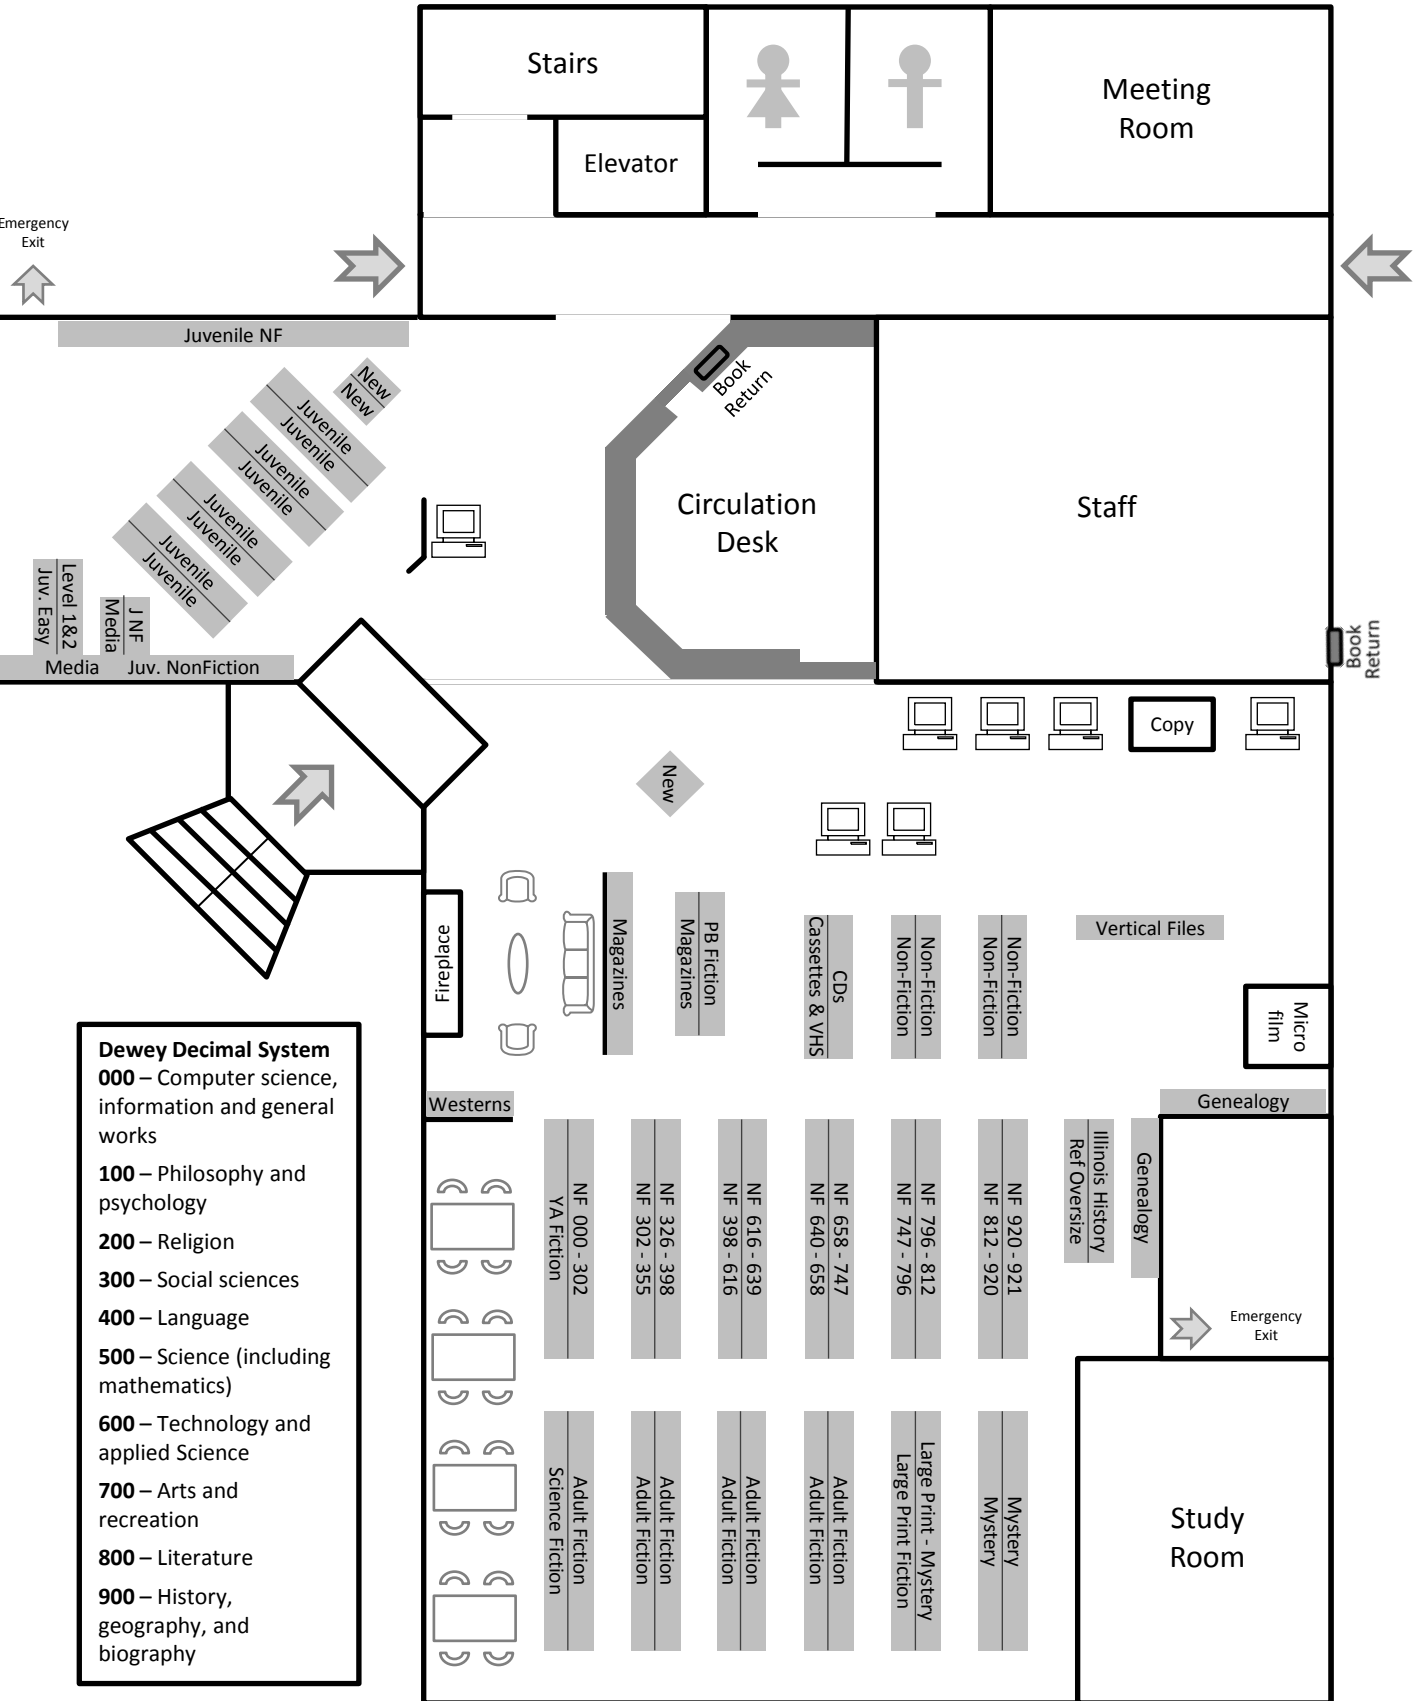 Stairs
Elevator
Meeting
Room
Emergency
Exit
Juvenile NF
New
New
Juvenile
Juvenile
Juvenile
Juvenile
Juvenile
Juvenile
Juvenile
Juvenile
Book
Return
Circulation
Desk
Staff
Level 1&2
Juv. Easy
J NF
Media
Media
Juv. NonFiction
Book
Return
Copy
New
Fireplace
Magazines
PB Fiction
Magazines
CDs
Cassettes & VHS
Non-Fiction
Non-Fiction
Non-Fiction
Non-Fiction
Vertical Files
Micro
film
Westerns
Genealogy
NF 000 - 302
YA Fiction
NF 326 - 398
NF 302 - 355
NF 616 - 639
NF 398 - 616
NF 658 - 747
NF 640 - 658
NF 796 - 812
NF 747 - 796
NF 920 - 921
NF 812 - 920
Illinois History
Ref Oversize
Genealogy
Emergency
Exit
Adult Fiction
Science Fiction
Adult Fiction
Adult Fiction
Adult Fiction
Adult Fiction
Adult Fiction
Adult Fiction
Large Print - Mystery
Large Print Fiction
Mystery
Mystery
Study
Room
Dewey Decimal System
000 – Computer science,
information and general
works
100 – Philosophy and
psychology
200 – Religion
300 – Social sciences
400 – Language
500 – Science (including
mathematics)
600 – Technology and
applied Science
700 – Arts and
recreation
800 – Literature
900 – History,
geography, and
biography